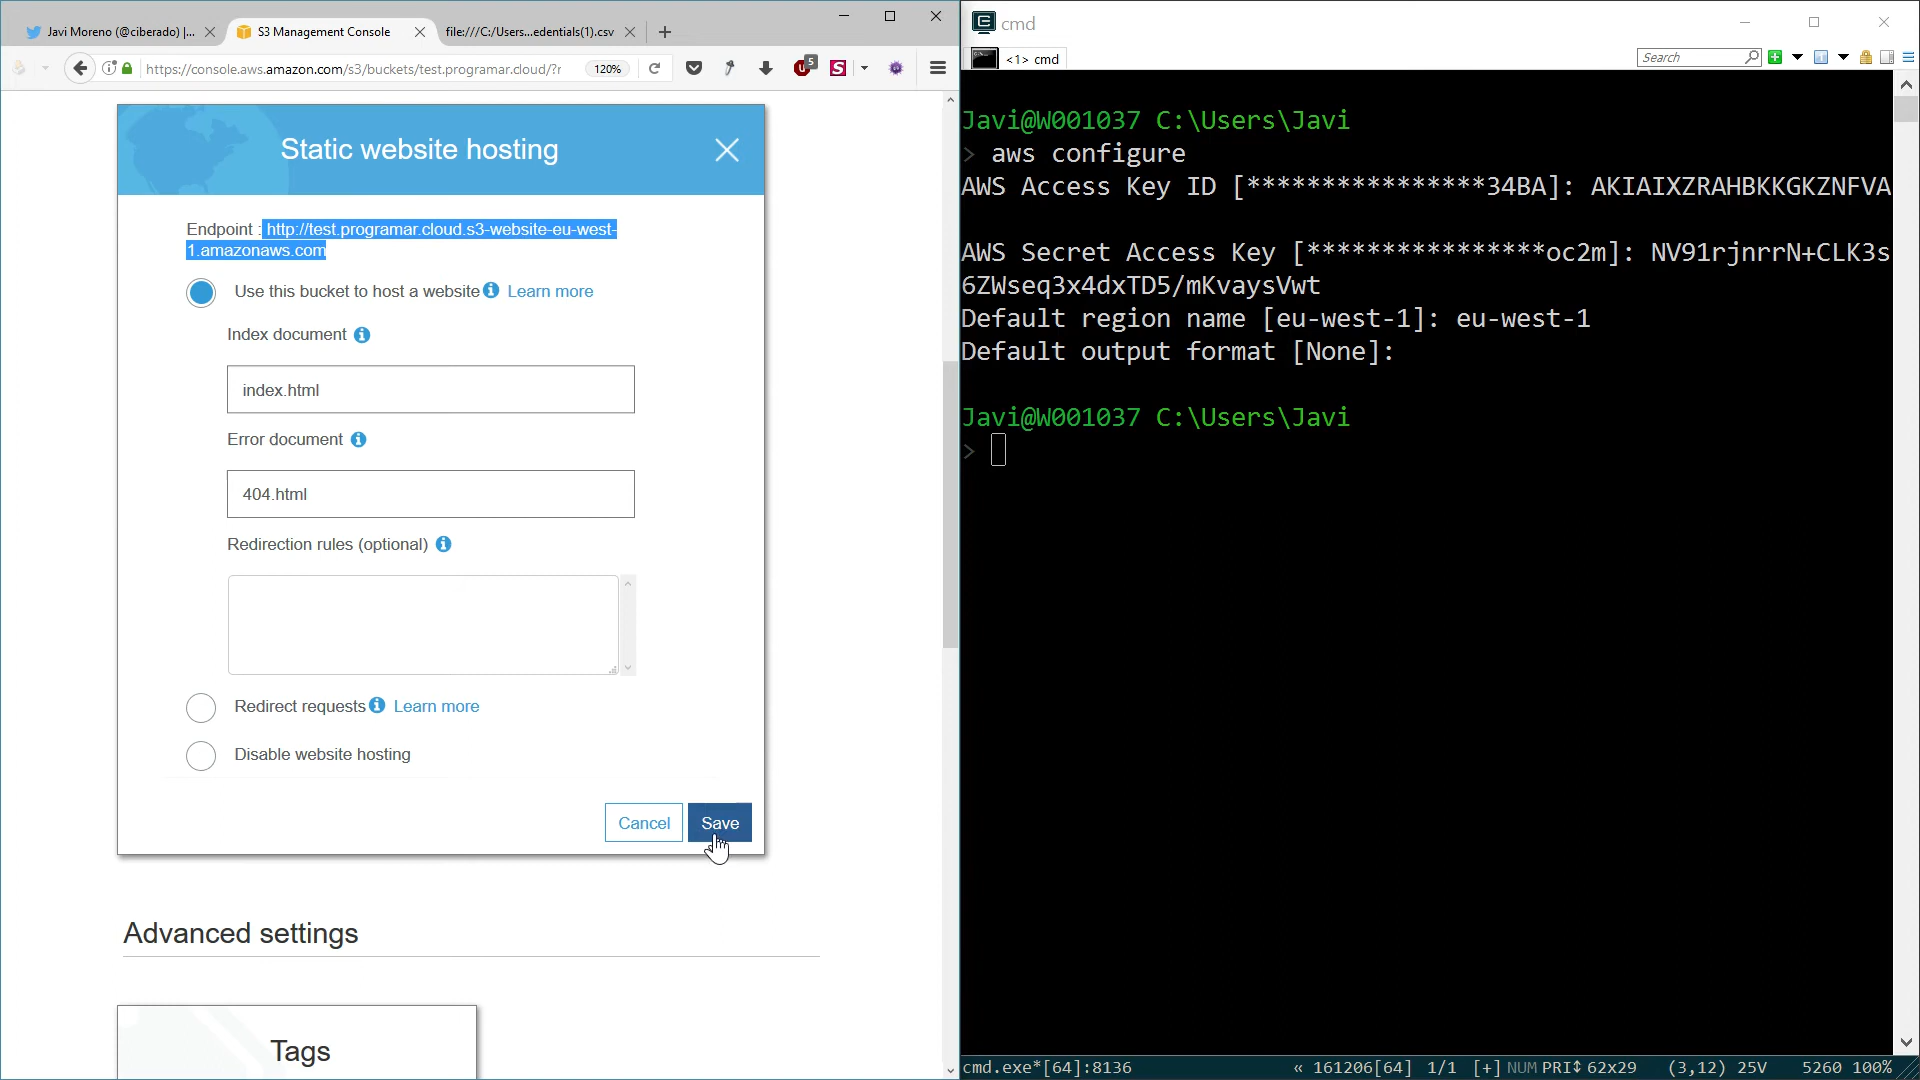 Javi Moreno (@ciberado) |...
S3 Management Console
file:///C:/Users...edentials(1).csv
https://console.aws.amazon.com/s3/buckets/test.programar.cloud/?r
120%
5
Static website hosting
Endpoint : http://test.programar.cloud.s3-website-eu-west-
1.amazonaws.com
Use this bucket to host a website Learn more
Index document
index.html
Error document
404.html
Redirection rules (optional)
Redirect requests Learn more
Disable website hosting
Cancel
Save
Advanced settings
Tags
cmd
<1> cmd
Search
Javi@W001037 C:\Users\Javi
> aws configure
AWS Access Key ID [****************34BA]: AKIAIXZRAHBKKGKZNFVA
AWS Secret Access Key [****************oc2m]: NV91rjnrrN+CLK3s
6ZWseq3x4dxTD5/mKvaysVwt
Default region name [eu-west-1]: eu-west-1
Default output format [None]:
Javi@W001037 C:\Users\Javi
>
cmd.exe*[64]:8136
« 161206[64] 1/1 [+] NUM PRI↕ 62x29 (3,12) 25V 5260 100%